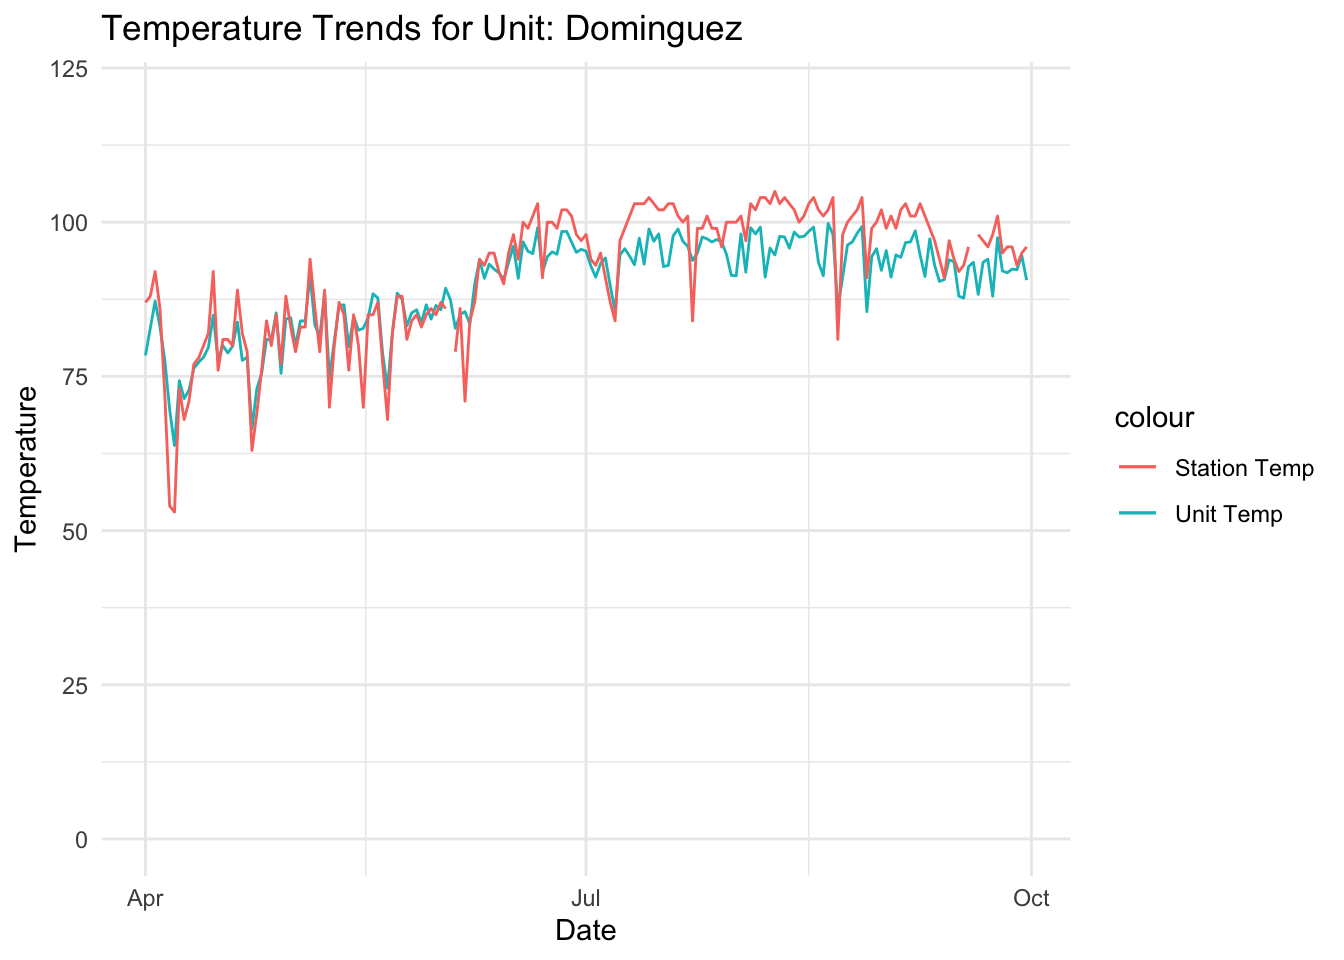 Temperature Trends for Unit: Dominguez
125
100
75
50
25
0
Temperature
Apr
Jul
Oct
Date
colour
Station Temp
Unit Temp